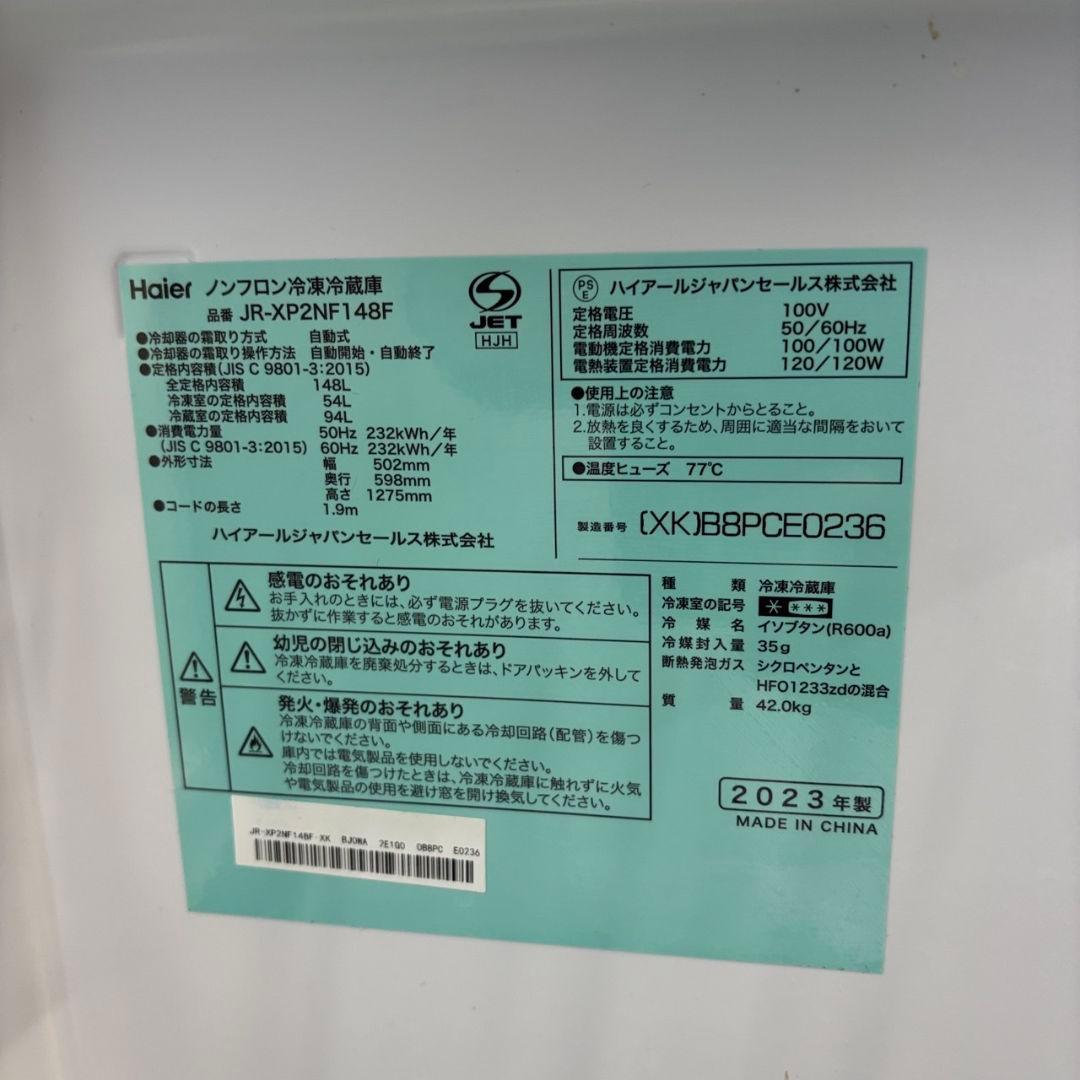 Haier ノンフロン冷凍冷蔵庫
品番 JR-XP2NF148F
JET
HJH
●冷却器の霜取り方式 自動式
●冷却器の霜取り操作方法 自動開始・自動終了
●定格内容積(JIS C 9801-3:2015)
全定格内容積 148L
冷凍室の定格内容積 54L
冷蔵室の定格内容積 94L
●消費電力量 50Hz 232kWh/年
(JIS C 9801-3:2015) 60Hz 232kWh/年
●外形寸法 幅 502mm
奥行 598mm
高さ 1275mm
●コードの長さ 1.9m
ハイアールジャパンセールス株式会社
PSE ハイアールジャパンセールス株式会社
定格電圧 100V
定格周波数 50/60Hz
電動機定格消費電力 100/100W
電熱装置定格消費電力 120/120W
●使用上の注意
1.電源は必ずコンセントからとること。
2.放熱を良くするため、周囲に適当な間隔をおいて
設置すること。
●温度ヒューズ 77℃
製造番号 (XK)B8PCE0236
警告
感電のおそれあり
お手入れのときには、必ず電源プラグを抜いてください。
抜かずに作業すると感電のおそれがあります。
幼児の閉じ込みのおそれあり
冷凍冷蔵庫を廃棄処分するときは、ドアパッキンを外して
ください。
発火・爆発のおそれあり
冷凍冷蔵庫の背面や側面にある冷却回路(配管)を傷つ
けないでください。
庫内では電気製品を使用しないでください。
冷却回路を傷つけたときは、冷凍冷蔵庫に触れずに火気
や電気製品の使用を避け窓を開け換気してください。
種類 冷凍冷蔵庫
冷凍室の記号 * ***
冷媒名 イソブタン(R600a)
冷媒封入量 35g
断熱発泡ガス シクロペンタンと
HFO1233zdの混合
質量 42.0kg
2023年製
MADE IN CHINA
JR-XP2NF148F-XK BJ0WA 2E1G0 0B8PC E0236